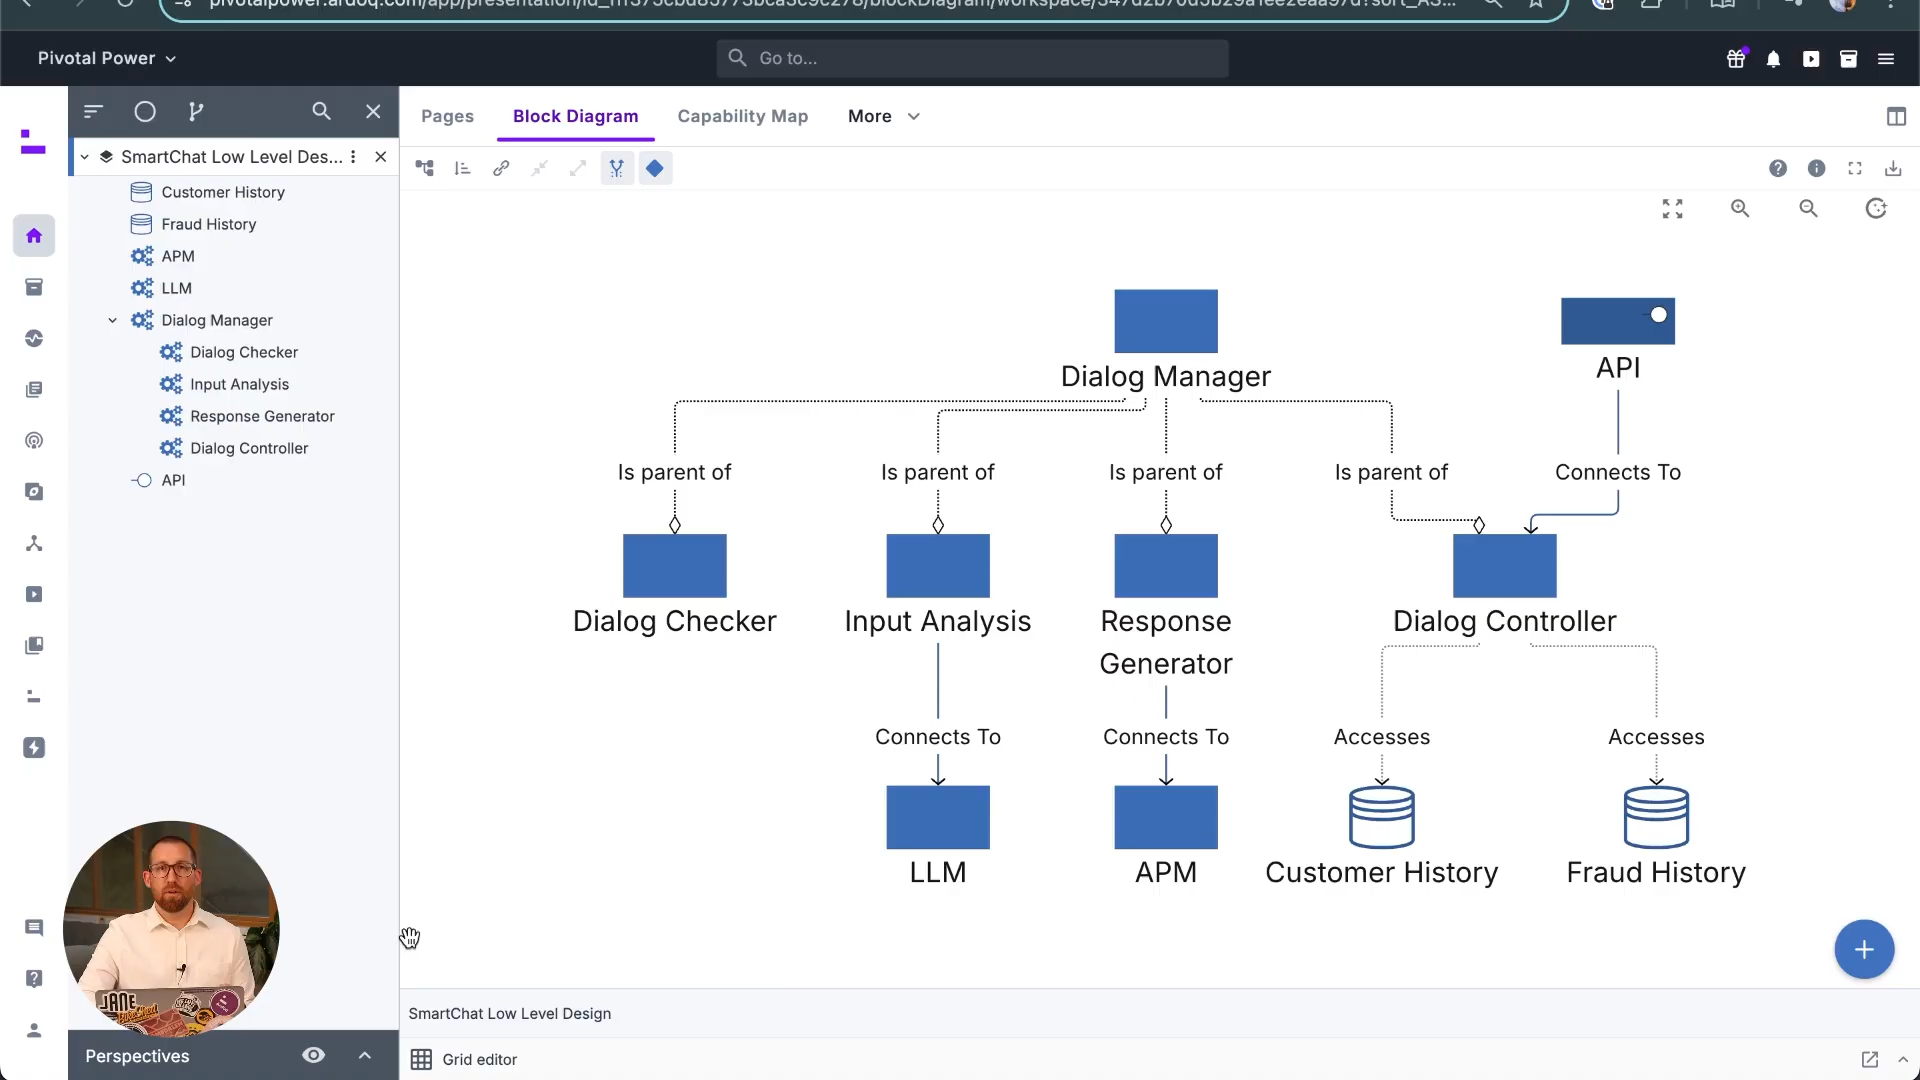 Pivotal Power
Go to...
Pages
Block Diagram
Capability Map
More
SmartChat Low Level Des...
Customer History
Fraud History
APM
LLM
Dialog Manager
Dialog Checker
Input Analysis
Response Generator
Dialog Controller
API
Dialog Manager
API
Is parent of
Is parent of
Is parent of
Is parent of
Connects To
Dialog Checker
Input Analysis
Response
Generator
Dialog Controller
Connects To
Connects To
Accesses
Accesses
LLM
APM
Customer History
Fraud History
JANE
SmartChat Low Level Design
Perspectives
Grid editor